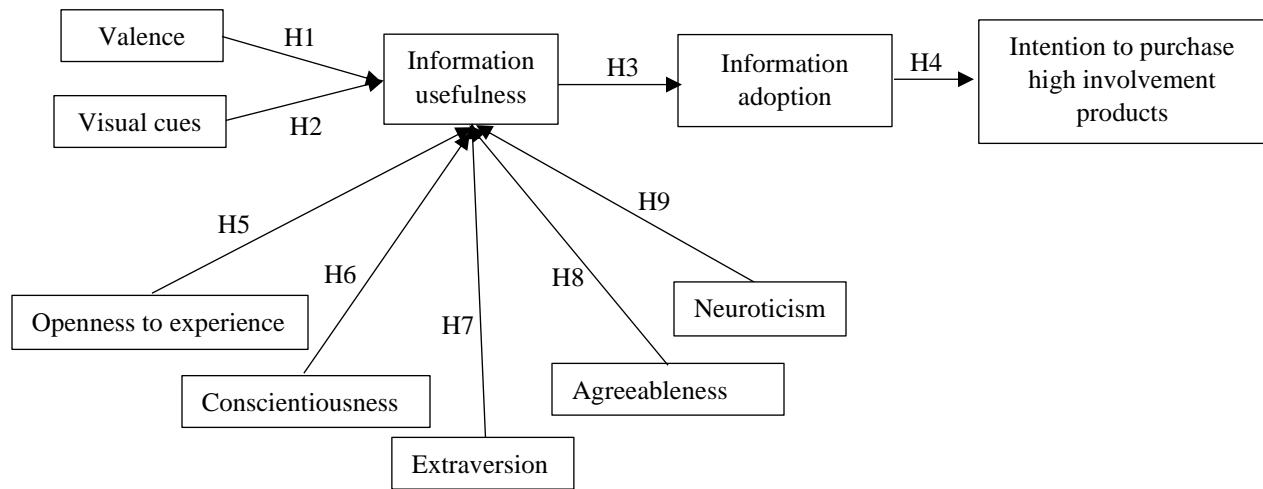 Valence
H1
Information
usefulness
H3
Information
adoption
H4
Intention to purchase
high involvement
products
Visual cues
H2
H5
H6
H7
H8
H9
Openness to experience
Conscientiousness
Extraversion
Agreeableness
Neuroticism